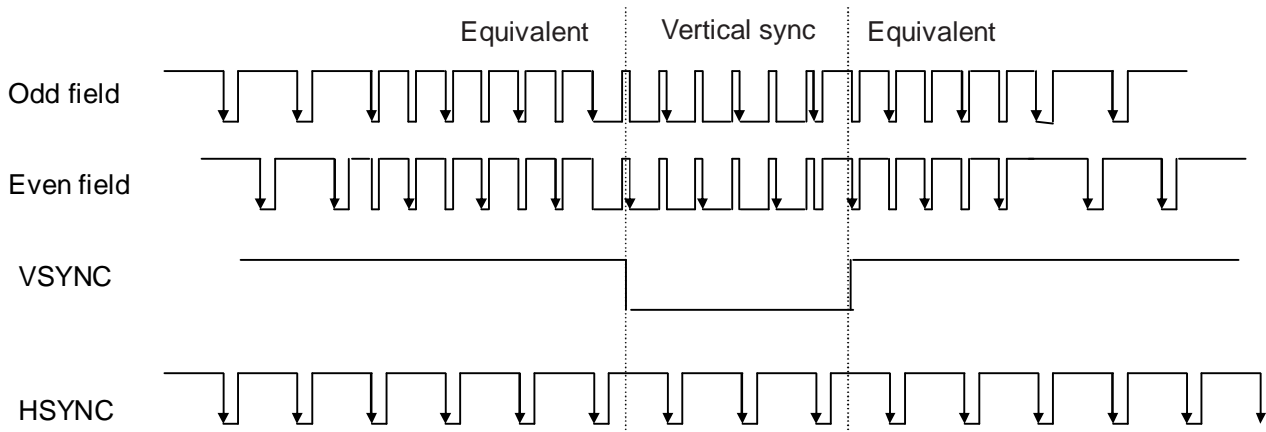 Equivalent Vertical sync Equivalent
Odd field
Even field
VSYNC
HSYNC